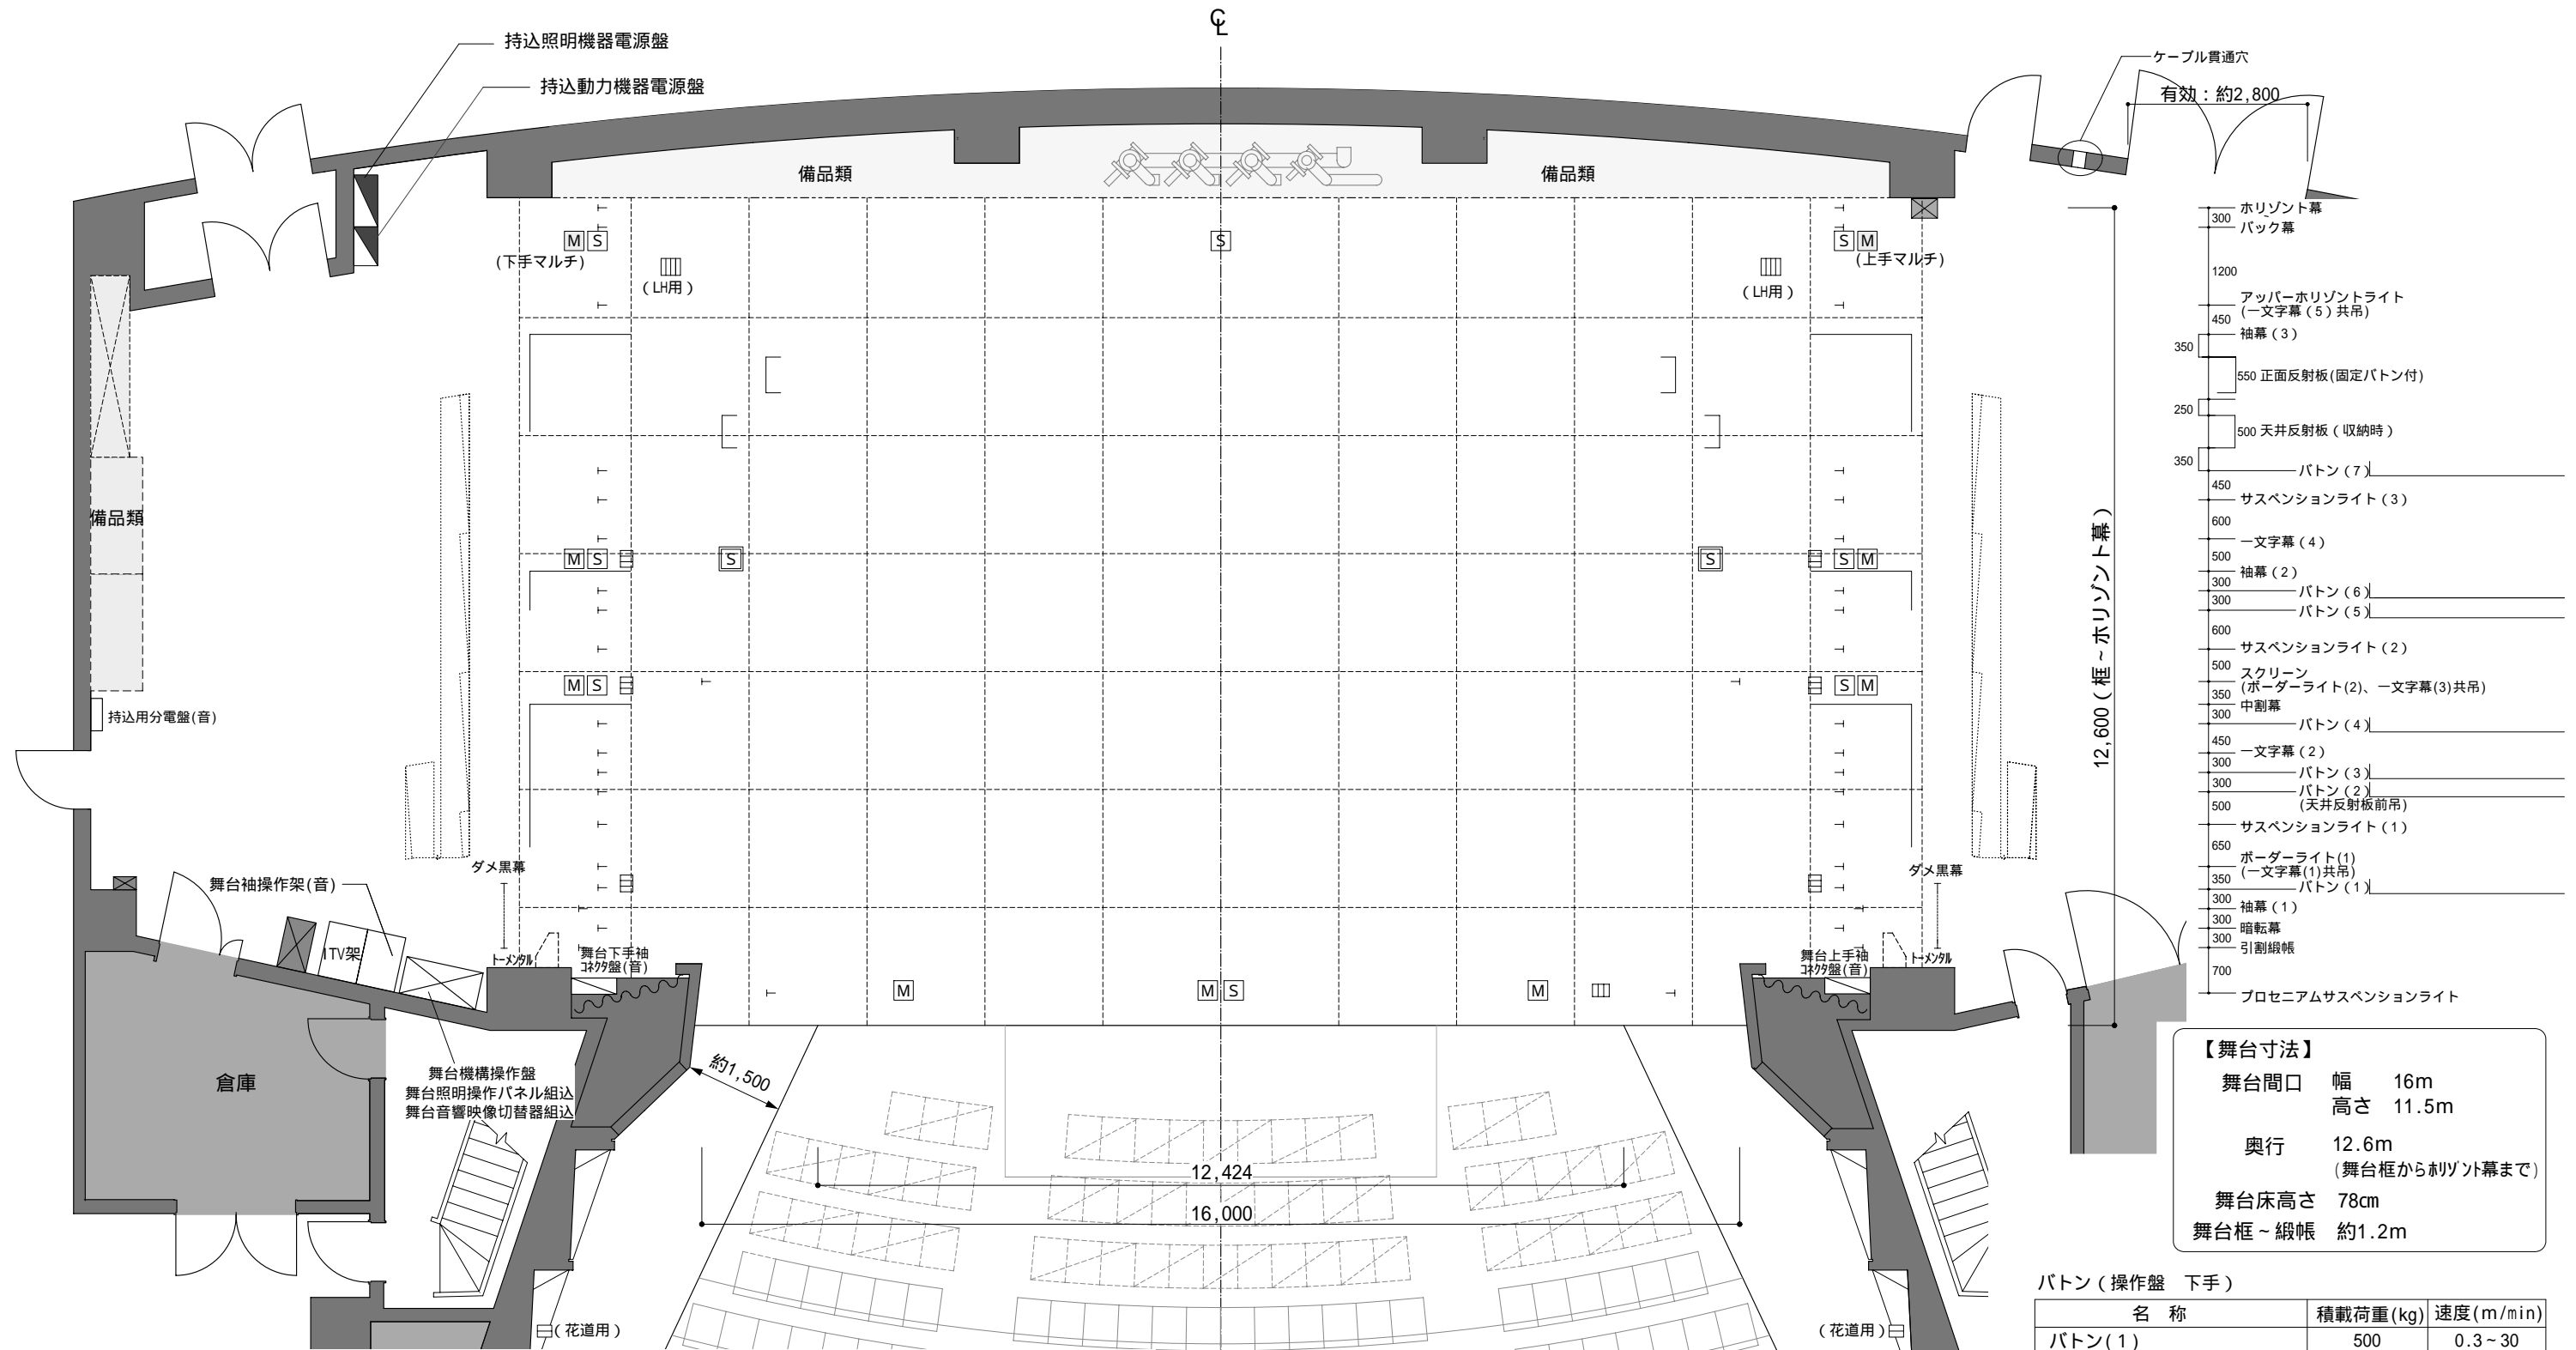 ℄
持込照明機器電源盤
持込動力機器電源盤
ケーブル貫通穴
有効：約2,800
備品類
備品類
M S
(下手マルチ)
(LH用)
S
S M
(上手マルチ)
(LH用)
備品類
M S
S
S
S M
M S
S M
持込用分電盤(音)
ダメ黒幕
ダメ黒幕
舞台袖操作架(音)
ITV架
トーメンタル
舞台下手袖
コネクタ盤(音)
舞台上手袖
コネクタ盤(音)
トーメンタル
M
M S
M
倉庫
舞台機構操作盤
舞台照明操作パネル組込
舞台音響映像切替器組込
約1,500
12,424
16,000
(花道用)
(花道用)
12,600(框~ホリゾント幕)
ホリゾント幕
300
バック幕
1200
アッパーホリゾントライト
(一文字幕(5)共吊)
450
袖幕(3)
350
550 正面反射板(固定バトン付)
250
500 天井反射板(収納時)
350
バトン(7)
450
サスペンションライト(3)
600
一文字幕(4)
500
袖幕(2)
300
バトン(6)
300
バトン(5)
600
サスペンションライト(2)
500
スクリーン
(ボーダーライト(2)、一文字幕(3)共吊)
350
中割幕
300
バトン(4)
450
一文字幕(2)
300
バトン(3)
300
バトン(2)
(天井反射板前吊)
500
サスペンションライト(1)
650
ボーダーライト(1)
(一文字幕(1)共吊)
350
バトン(1)
300
袖幕(1)
300
暗転幕
300
引割緞帳
700
プロセニアムサスペンションライト
【舞台寸法】
舞台間口 幅 16m
高さ 11.5m
奥行 12.6m
(舞台框からホリゾント幕まで)
舞台床高さ 78㎝
舞台框~緞帳 約1.2m
バトン(操作盤 下手)
名 称 積載荷重(kg) 速度(m/min)
バトン(1) 500 0.3~30